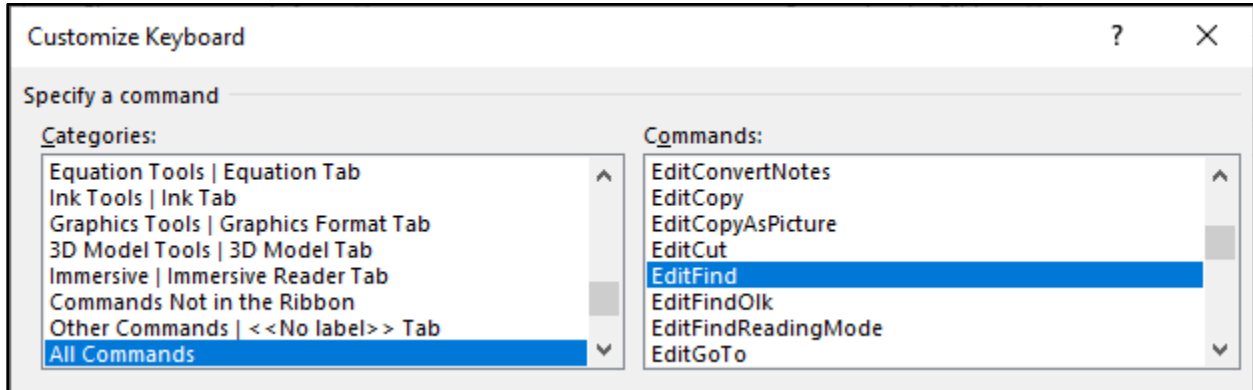 Customize Keyboard
?
Specify a command
Categories:
Equation Tools | Equation Tab
Ink Tools | Ink Tab
Graphics Tools | Graphics Format Tab
3D Model Tools | 3D Model Tab
Immersive | Immersive Reader Tab
Commands Not in the Ribbon
Other Commands | <<No label>> Tab
All Commands
Commands:
EditConvertNotes
EditCopy
EditCopyAsPicture
EditCut
EditFind
EditFindOlk
EditFindReadingMode
EditGoTo